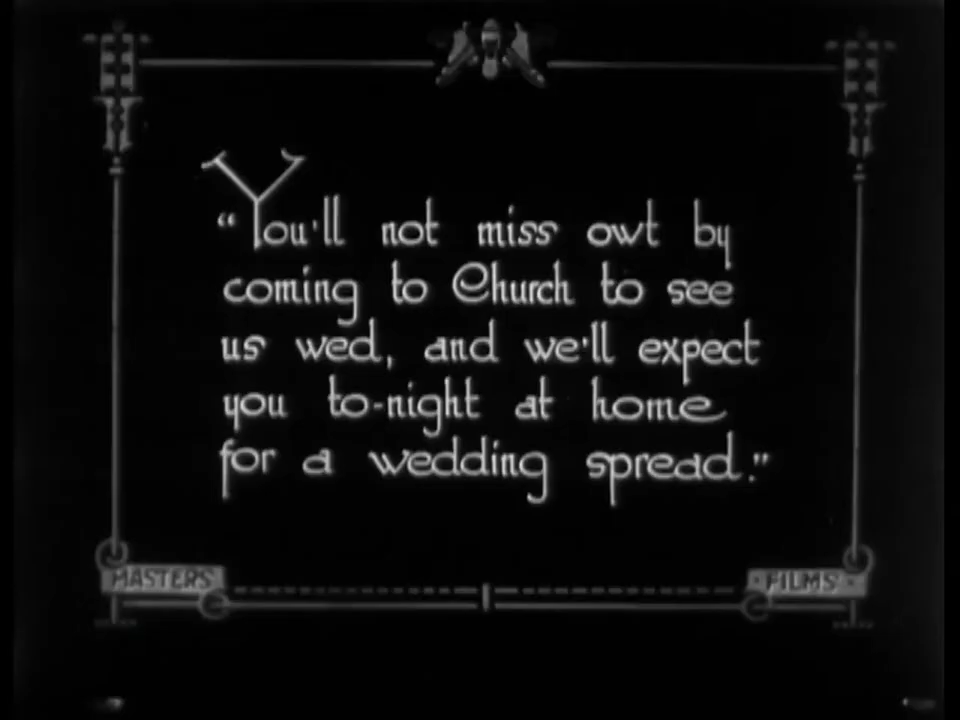 "You'll not miss owt by
coming to Church to see
us wed, and we'll expect
you to-night at home
for a wedding spread."
MASTERS
FILMS